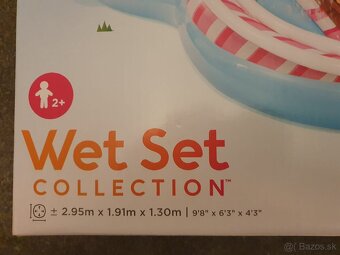 2+
Wet Set
COLLECTION™
± 2.95m x 1.91m x 1.30m | 9'8" x 6'3" x 4'3"
Bazos.sk